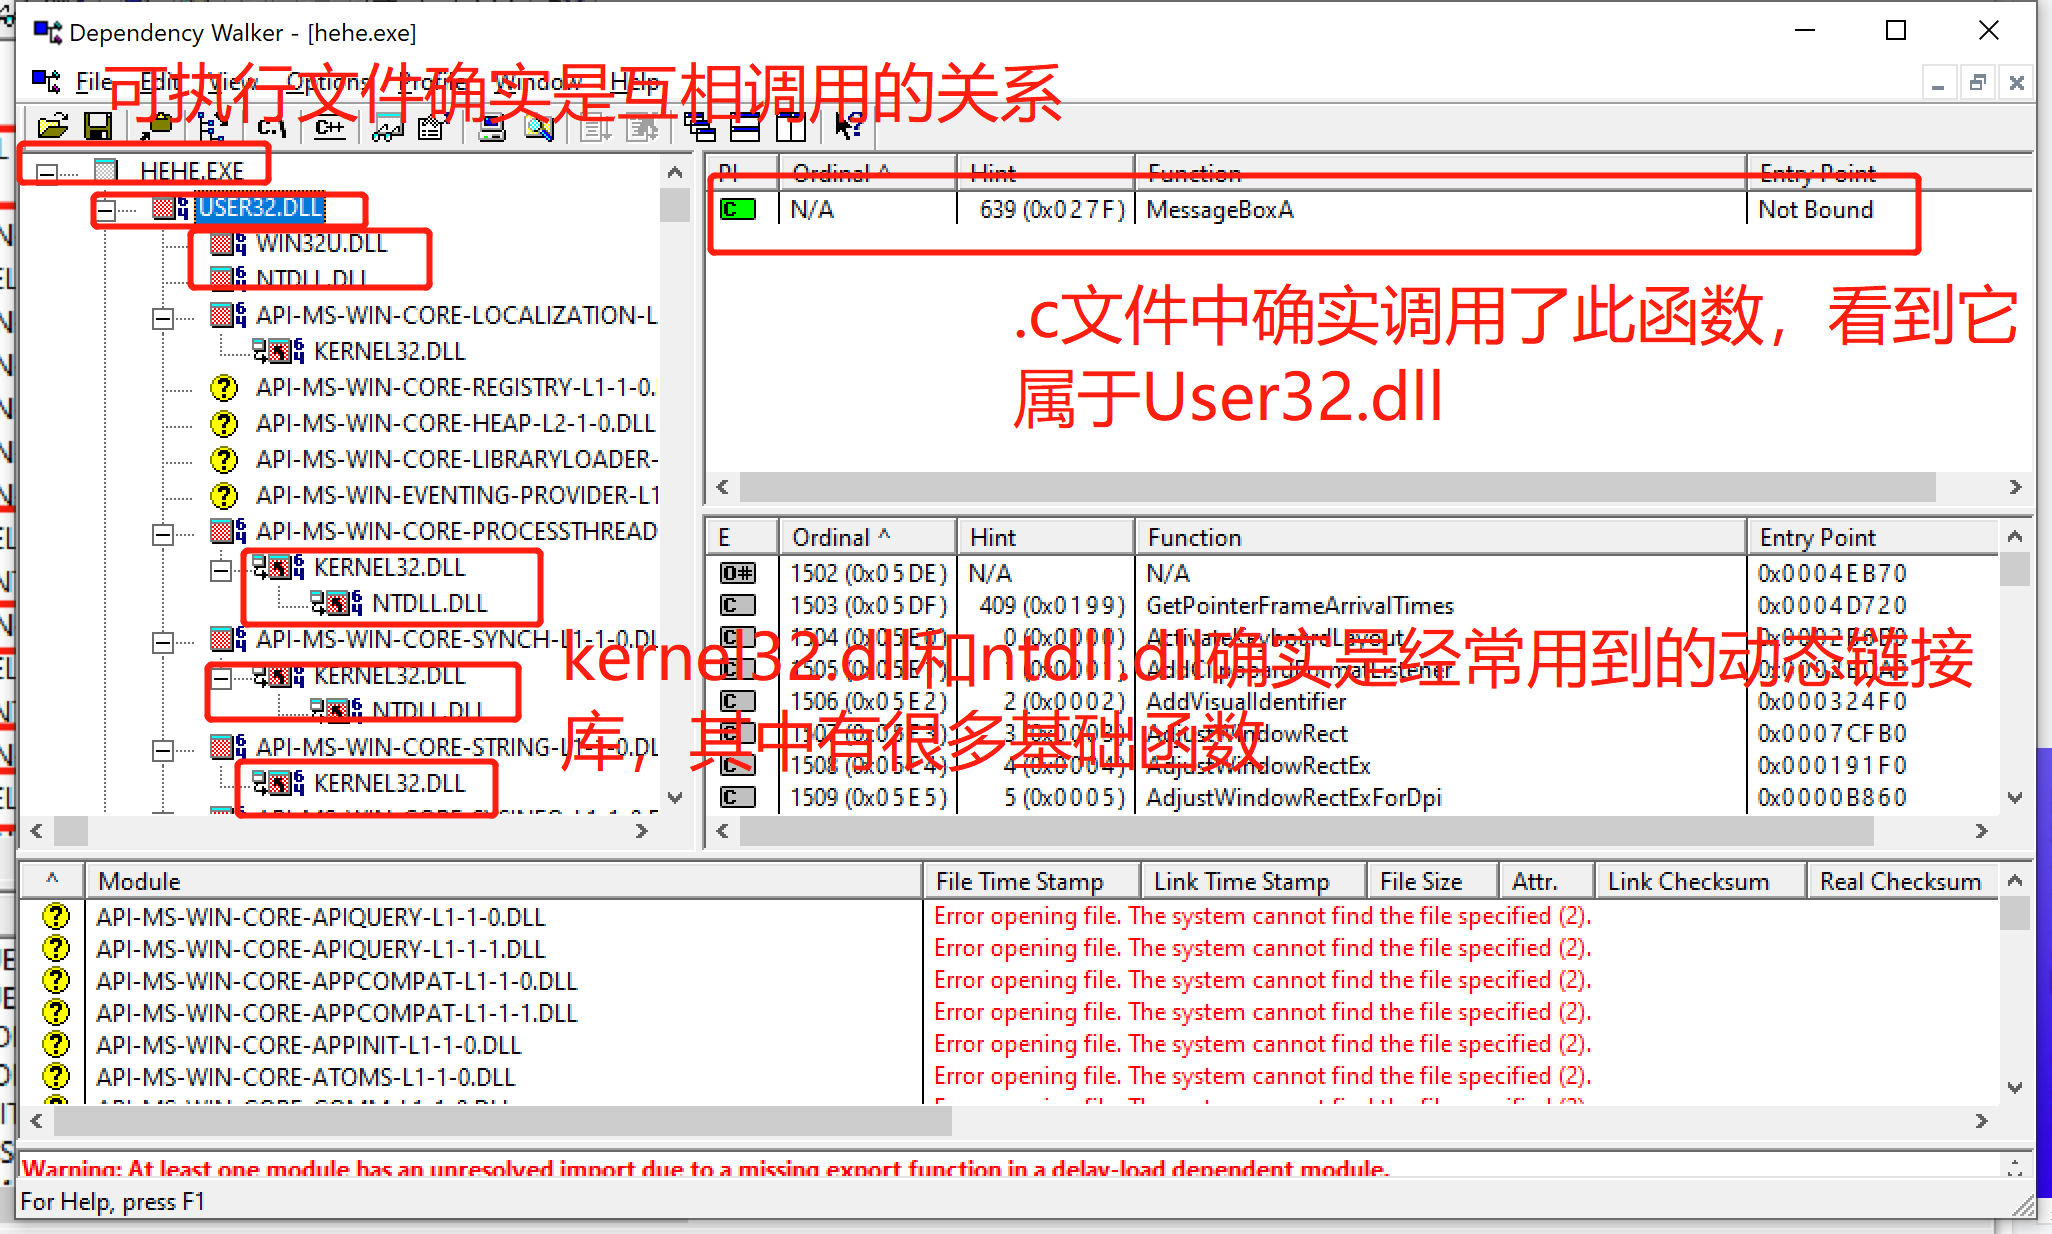 Dependency Walker - [hehe.exe]
File Edit View Options Profile Window Help
可执行文件确实是互相调用的关系
C:\ C++
HEHE.EXE
USER32.DLL
WIN32U.DLL
NTDLL.DLL
API-MS-WIN-CORE-LOCALIZATION-L
KERNEL32.DLL
API-MS-WIN-CORE-REGISTRY-L1-1-0.
API-MS-WIN-CORE-HEAP-L2-1-0.DLL
API-MS-WIN-CORE-LIBRARYLOADER-
API-MS-WIN-EVENTING-PROVIDER-L1
API-MS-WIN-CORE-PROCESSTHREAD
KERNEL32.DLL
NTDLL.DLL
API-MS-WIN-CORE-SYNCH-L1-1-0.DL
KERNEL32.DLL
NTDLL.DLL
API-MS-WIN-CORE-STRING-L1-1-0.DL
KERNEL32.DLL
PI Ordinal ^ Hint Function Entry Point
C N/A 639 (0x027F) MessageBoxA Not Bound
.c文件中确实调用了此函数，看到它
属于User32.dll
E Ordinal ^ Hint Function Entry Point
O# 1502 (0x05DE) N/A N/A 0x0004EB70
C 1503 (0x05DF) 409 (0x0199) GetPointerFrameArrivalTimes 0x0004D720
C 1504 (0x05E0) 0 (0x0000) ActivateKeyboardLayout
C 1505 (0x05E1) 1 (0x0001) AddClipboardFormatListener
C 1506 (0x05E2) 2 (0x0002) AddVisualIdentifier 0x000324F0
C 1507 (0x05E3) 3 (0x0003) AdjustWindowRect 0x0007CFB0
C 1508 (0x05E4) 4 (0x0004) AdjustWindowRectEx 0x000191F0
C 1509 (0x05E5) 5 (0x0005) AdjustWindowRectExForDpi 0x0000B860
kernel32.dll和ntdll.dll确实是经常用到的动态链接
库，其中有很多基础函数
^ Module File Time Stamp Link Time Stamp File Size Attr. Link Checksum Real Checksum
API-MS-WIN-CORE-APIQUERY-L1-1-0.DLL Error opening file. The system cannot find the file specified (2).
API-MS-WIN-CORE-APIQUERY-L1-1-1.DLL Error opening file. The system cannot find the file specified (2).
API-MS-WIN-CORE-APPCOMPAT-L1-1-0.DLL Error opening file. The system cannot find the file specified (2).
API-MS-WIN-CORE-APPCOMPAT-L1-1-1.DLL Error opening file. The system cannot find the file specified (2).
API-MS-WIN-CORE-APPINIT-L1-1-0.DLL Error opening file. The system cannot find the file specified (2).
API-MS-WIN-CORE-ATOMS-L1-1-0.DLL Error opening file. The system cannot find the file specified (2).
Warning: At least one module has an unresolved import due to a missing export function in a delay-load dependent module.
For Help, press F1